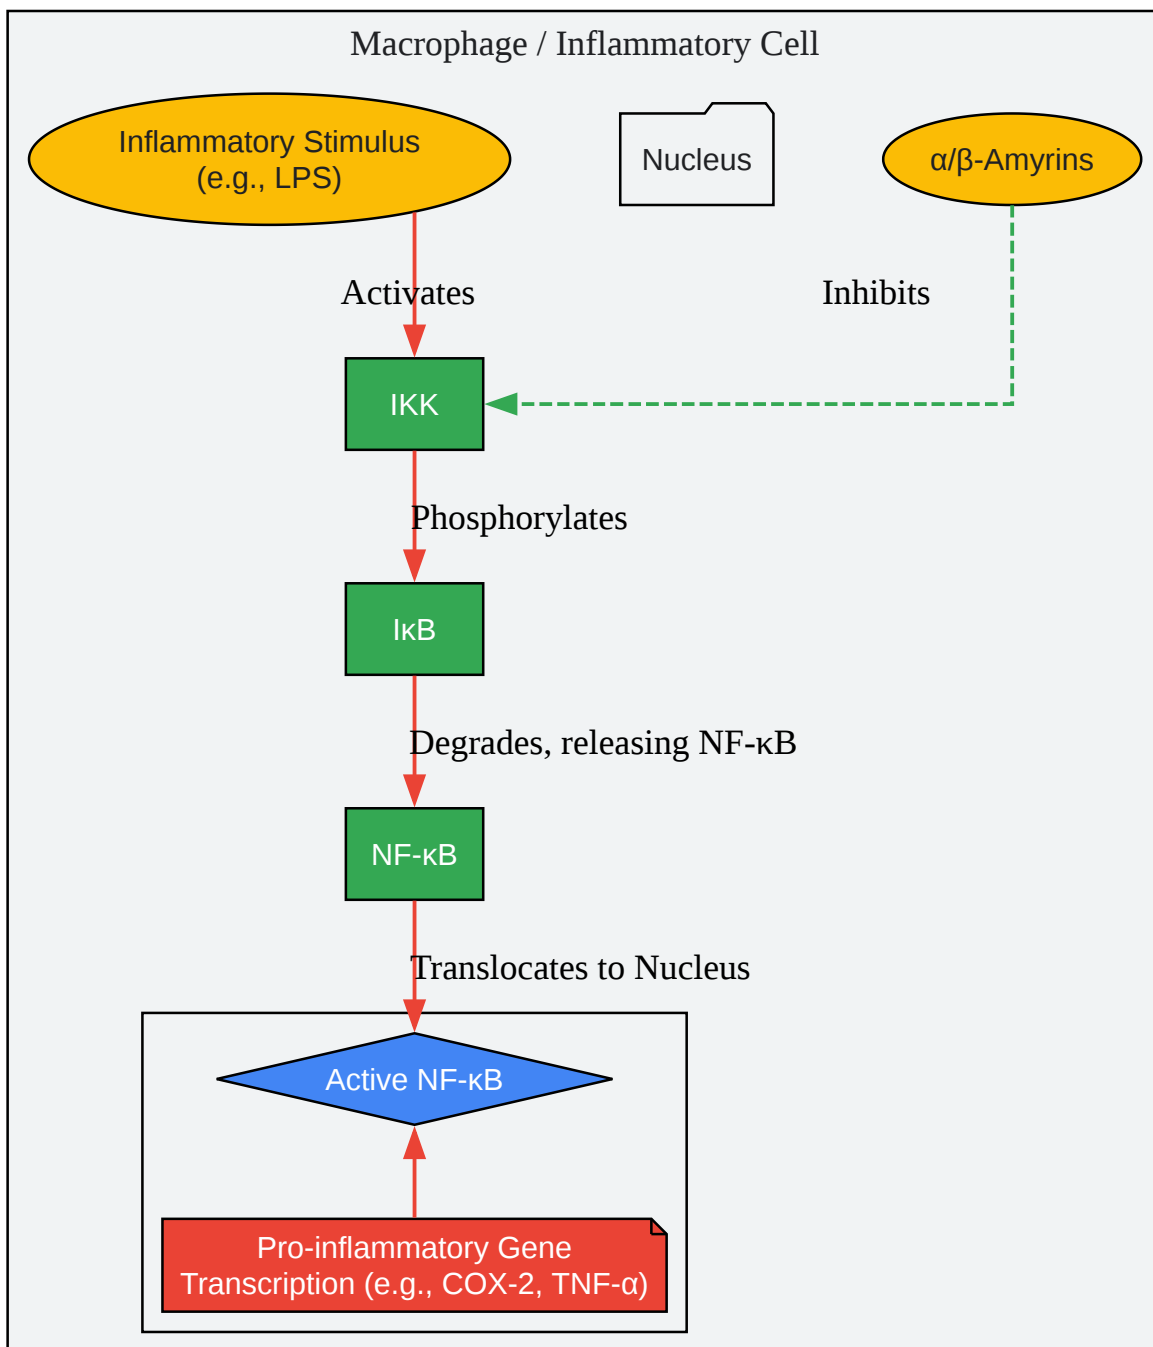 Macrophage / Inflammatory Cell
Inflammatory Stimulus
(e.g., LPS)
Nucleus
α/β-Amyrins
Activates
Inhibits
IKK
Phosphorylates
IκB
Degrades, releasing NF-κB
NF-κB
Translocates to Nucleus
Active NF-κB
Pro-inflammatory Gene
Transcription (e.g., COX-2, TNF-α)